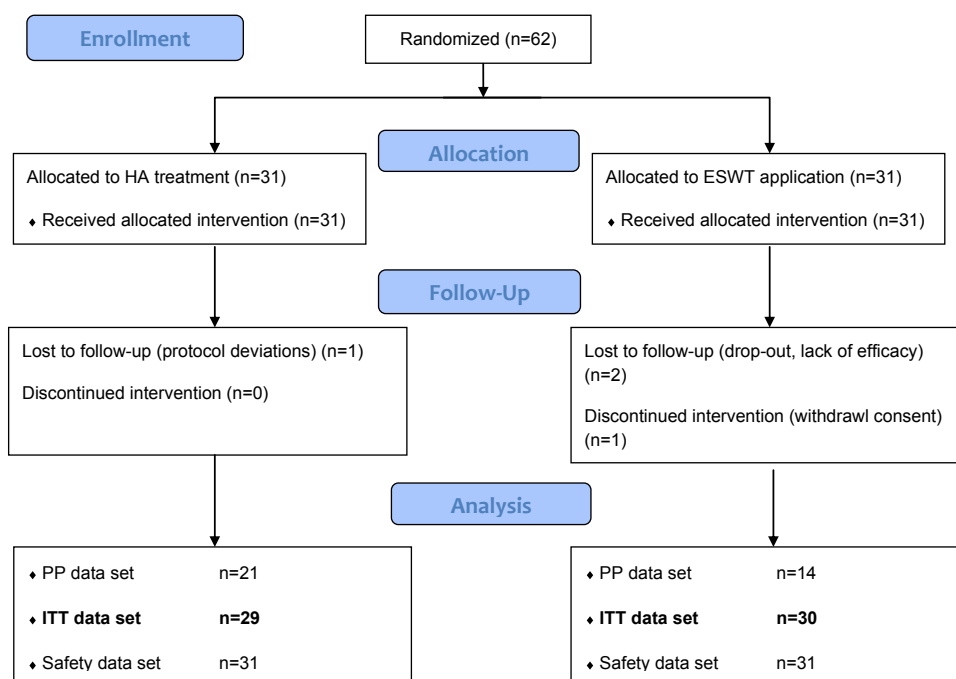 Enrollment
Randomized (n=62)
Allocation
Allocated to HA treatment (n=31)
♦ Received allocated intervention (n=31)
Allocated to ESWT application (n=31)
♦ Received allocated intervention (n=31)
Follow-Up
Lost to follow-up (protocol deviations) (n=1)
Discontinued intervention (n=0)
Lost to follow-up (drop-out, lack of efficacy)
(n=2)
Discontinued intervention (withdrawl consent)
(n=1)
Analysis
♦ PP data set n=21
♦ ITT data set n=29
♦ Safety data set n=31
♦ PP data set n=14
♦ ITT data set n=30
♦ Safety data set n=31